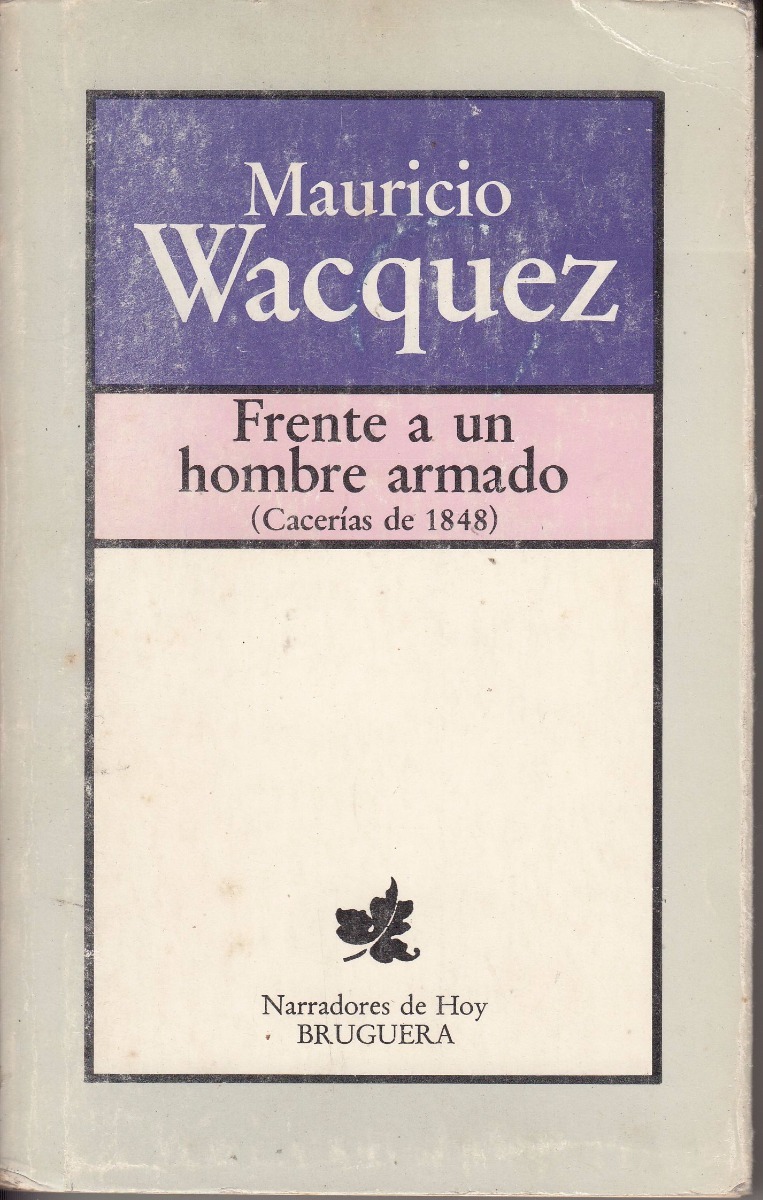 Mauricio
Wacquez
Frente a un
hombre armado
(Cacerías de 1848)
Narradores de Hoy
BRUGUERA